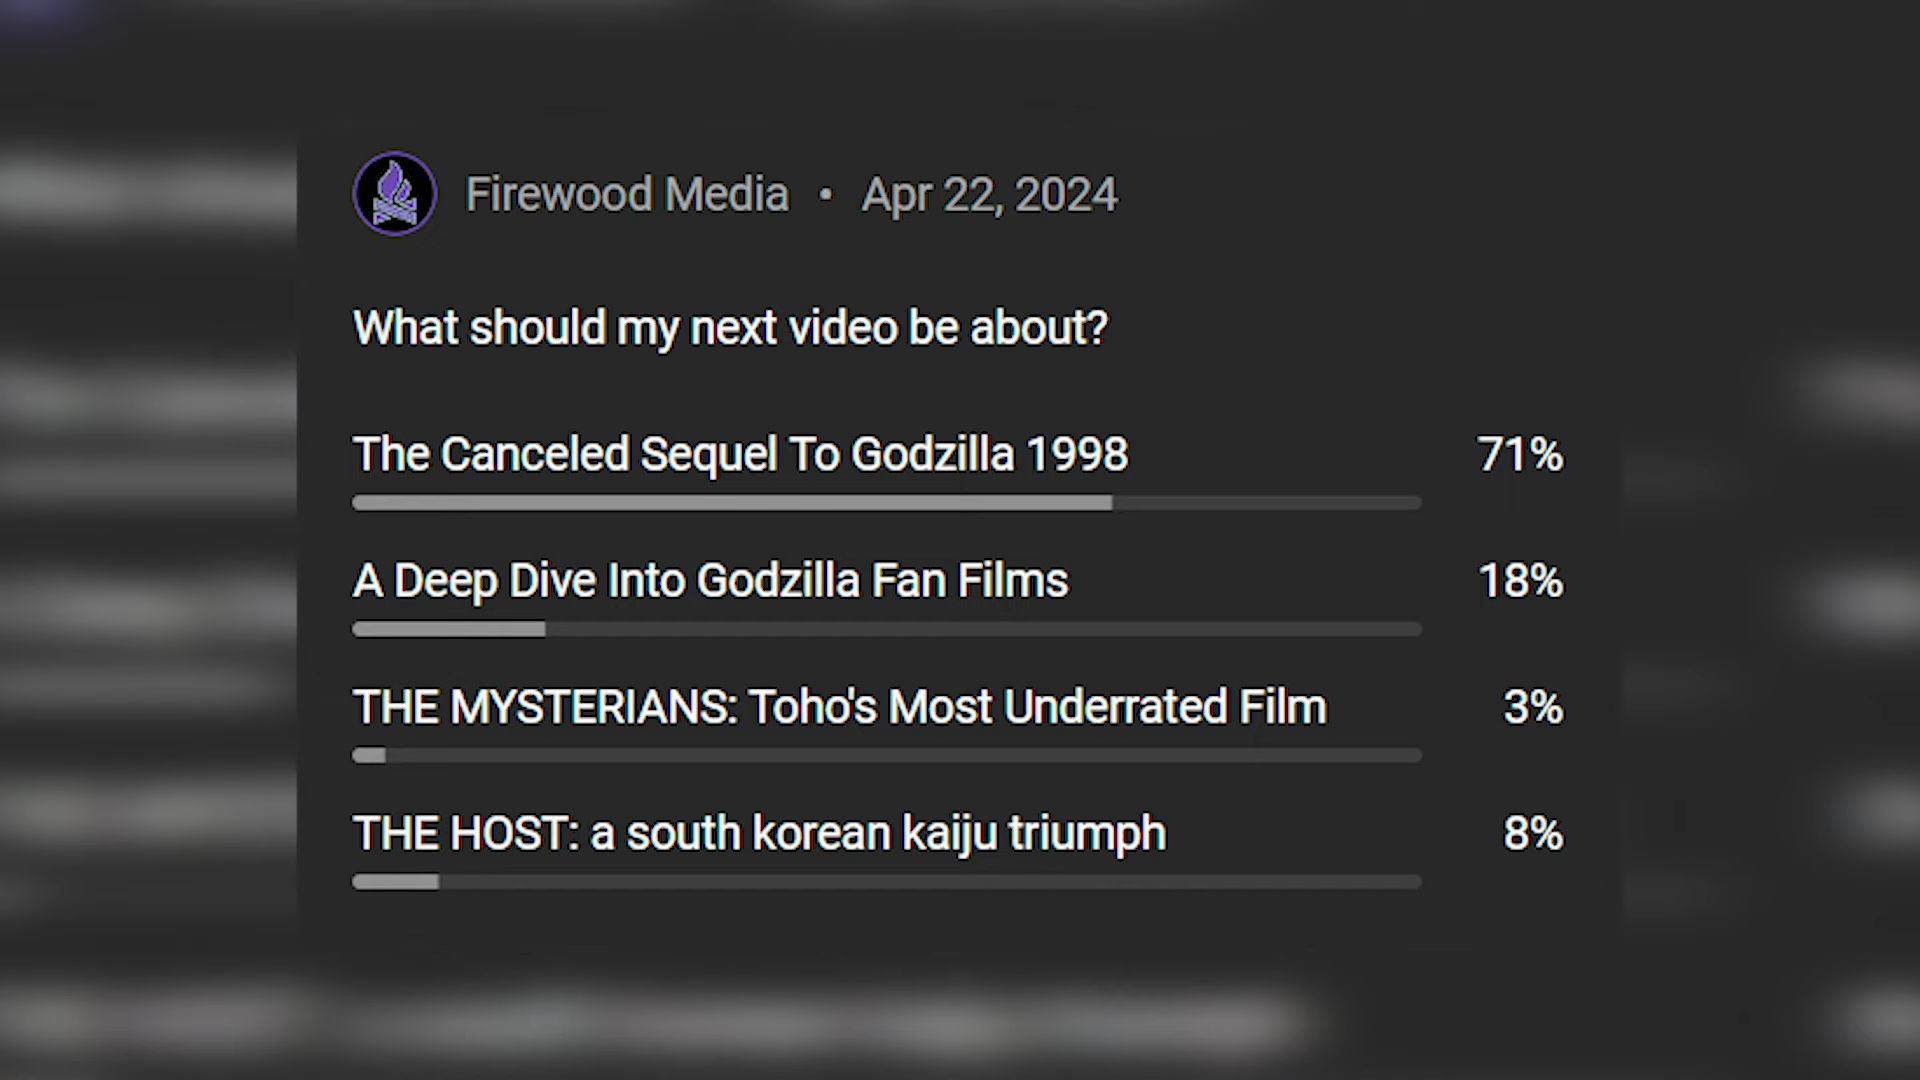 Firewood Media • Apr 22, 2024
What should my next video be about?
The Canceled Sequel To Godzilla 1998 71%
A Deep Dive Into Godzilla Fan Films 18%
THE MYSTERIANS: Toho's Most Underrated Film 3%
THE HOST: a south korean kaiju triumph 8%